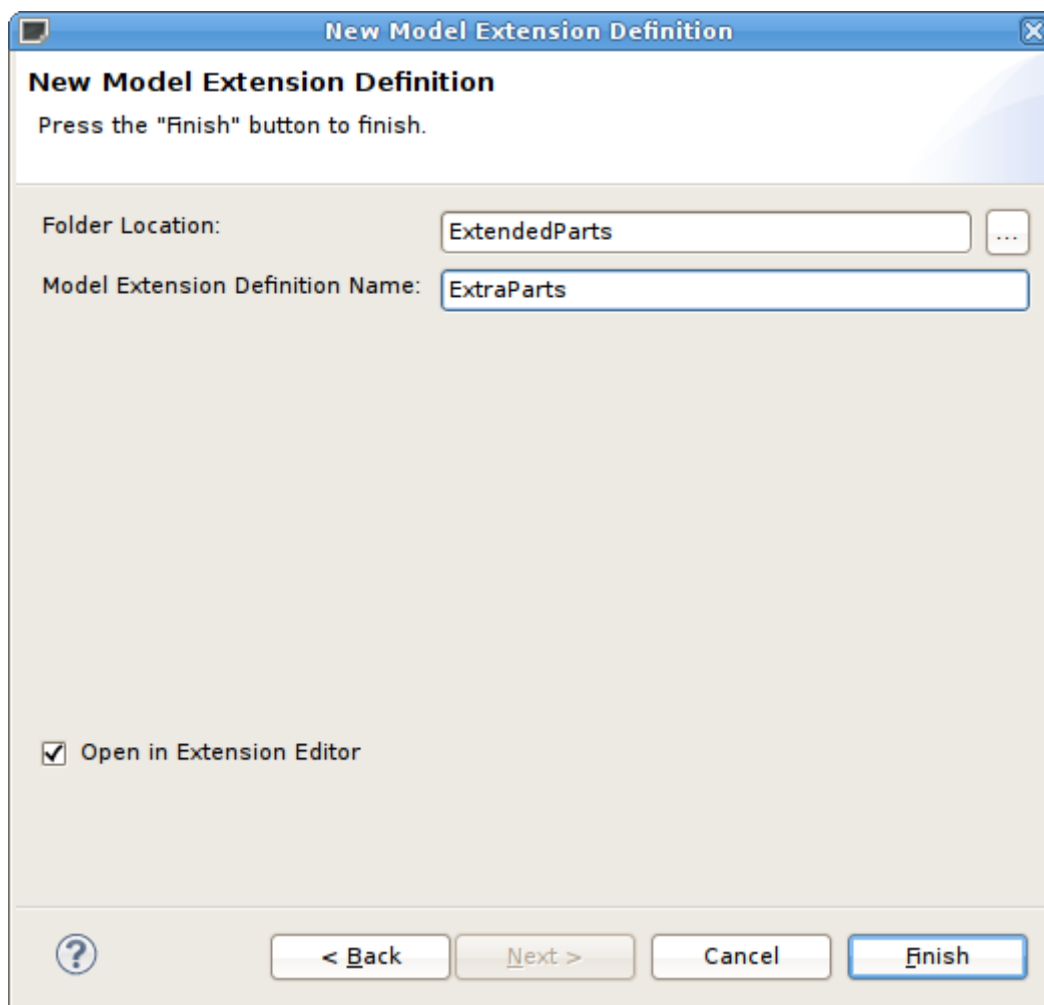 New Model Extension Definition
New Model Extension Definition
Press the "Finish" button to finish.
Folder Location: ExtendedParts ...
Model Extension Definition Name: ExtraParts
Open in Extension Editor
? < Back Next > Cancel Finish